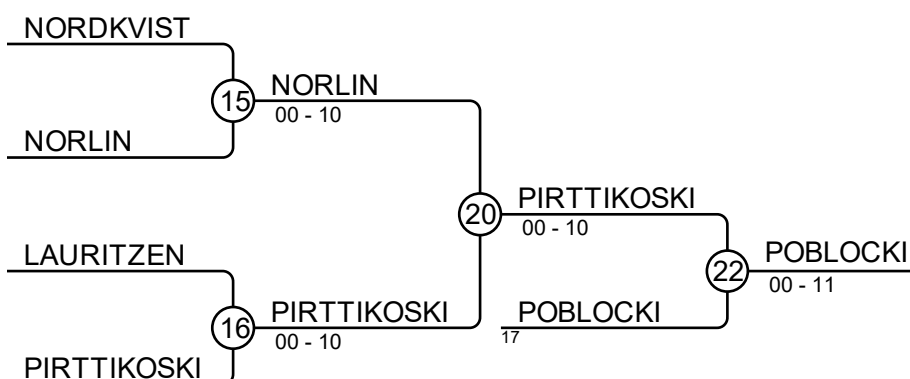 NORDKVIST
15
NORLIN
00 - 10
NORLIN
20
PIRTTIKOSKI
00 - 10
LAURITZEN
22
POBLOCKI
00 - 11
16
PIRTTIKOSKI
00 - 10
POBLOCKI
17
PIRTTIKOSKI